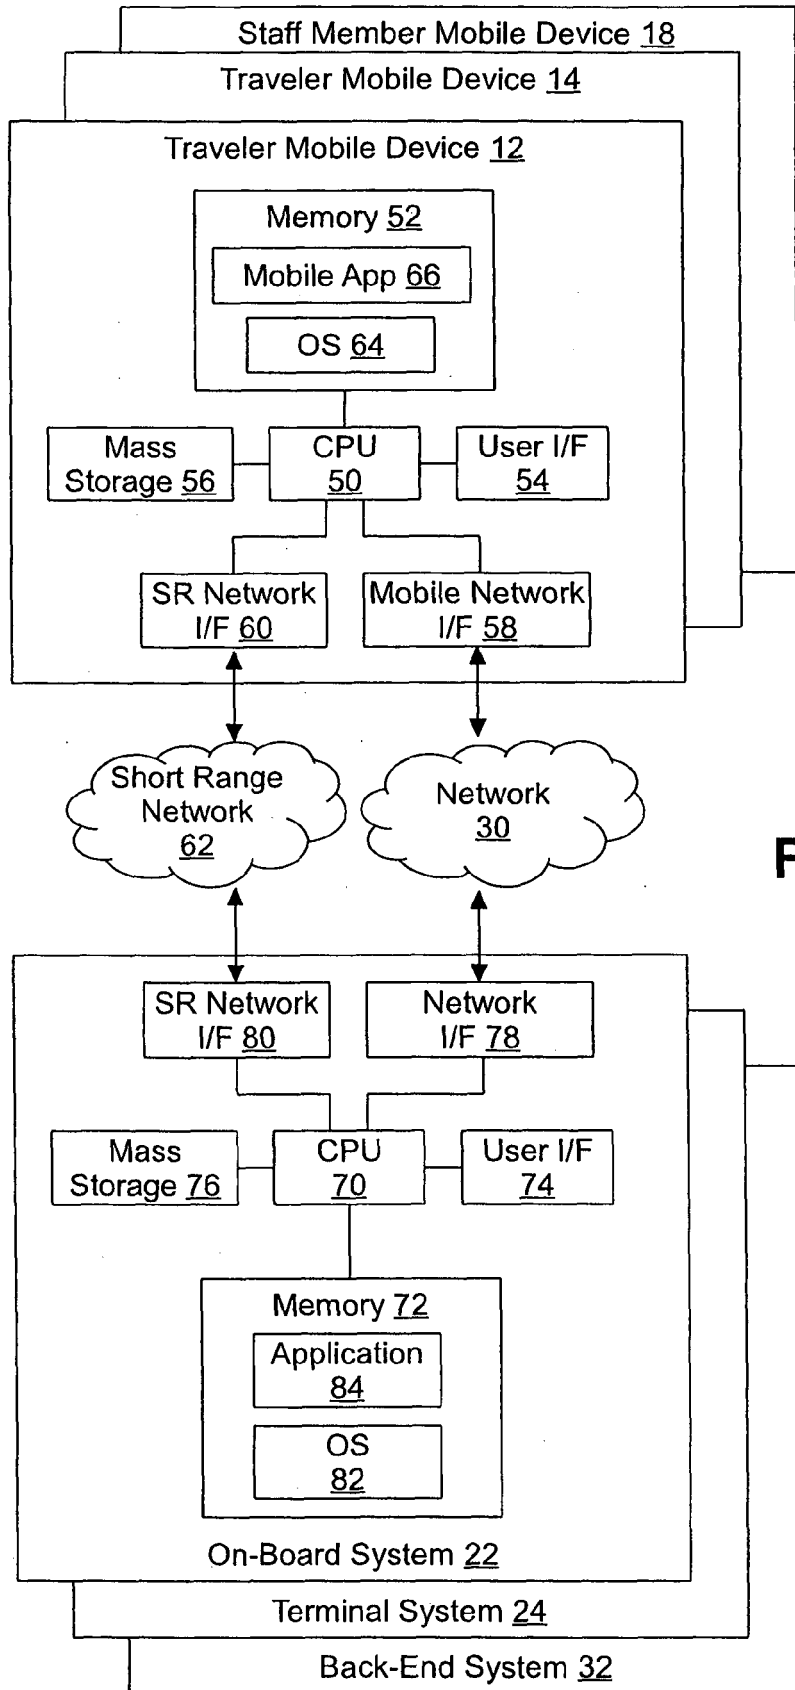 Staff Member Mobile Device 18
Traveler Mobile Device 14
Traveler Mobile Device 12
Memory 52
Mobile App 66
OS 64
Mass
Storage 56
CPU
50
User I/F
54
SR Network
I/F 60
Mobile Network
I/F 58
Short Range
Network
62
Network
30
SR Network
I/F 80
Network
I/F 78
Mass
Storage 76
CPU
70
User I/F
74
Memory 72
Application
84
OS
82
On-Board System 22
Terminal System 24
Back-End System 32